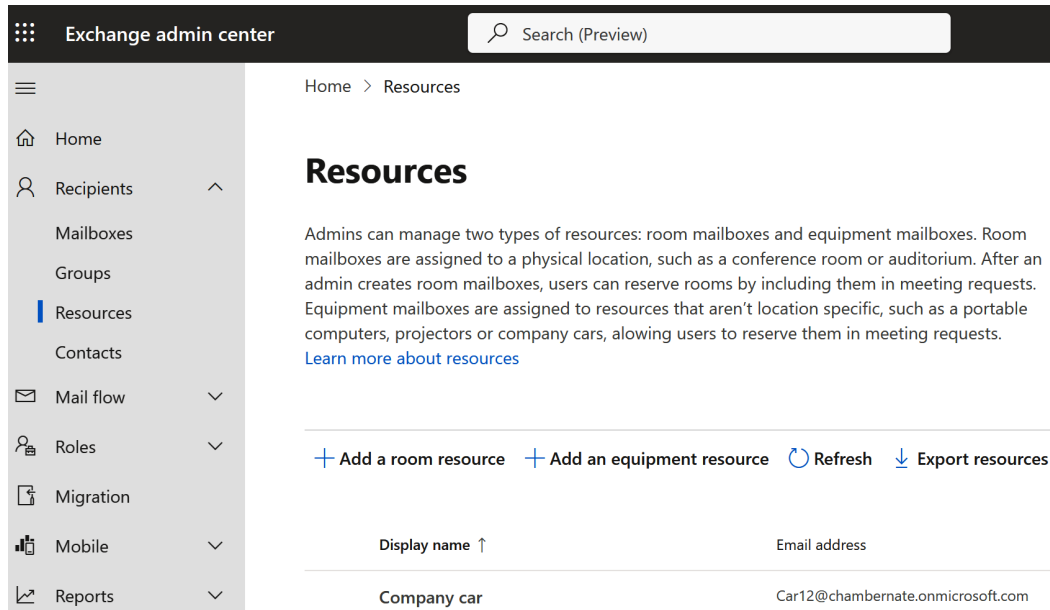 Exchange admin center
Search (Preview)
Home > Resources
Home
Recipients
Mailboxes
Groups
Resources
Contacts
Mail flow
Roles
Migration
Mobile
Reports
Resources
Admins can manage two types of resources: room mailboxes and equipment mailboxes. Room
mailboxes are assigned to a physical location, such as a conference room or auditorium. After an
admin creates room mailboxes, users can reserve rooms by including them in meeting requests.
Equipment mailboxes are assigned to resources that aren’t location specific, such as a portable
computers, projectors or company cars, alowing users to reserve them in meeting requests.
Learn more about resources
+ Add a room resource + Add an equipment resource Refresh Export resources
Display name ↑ Email address
Company car Car12@chambernate.onmicrosoft.com